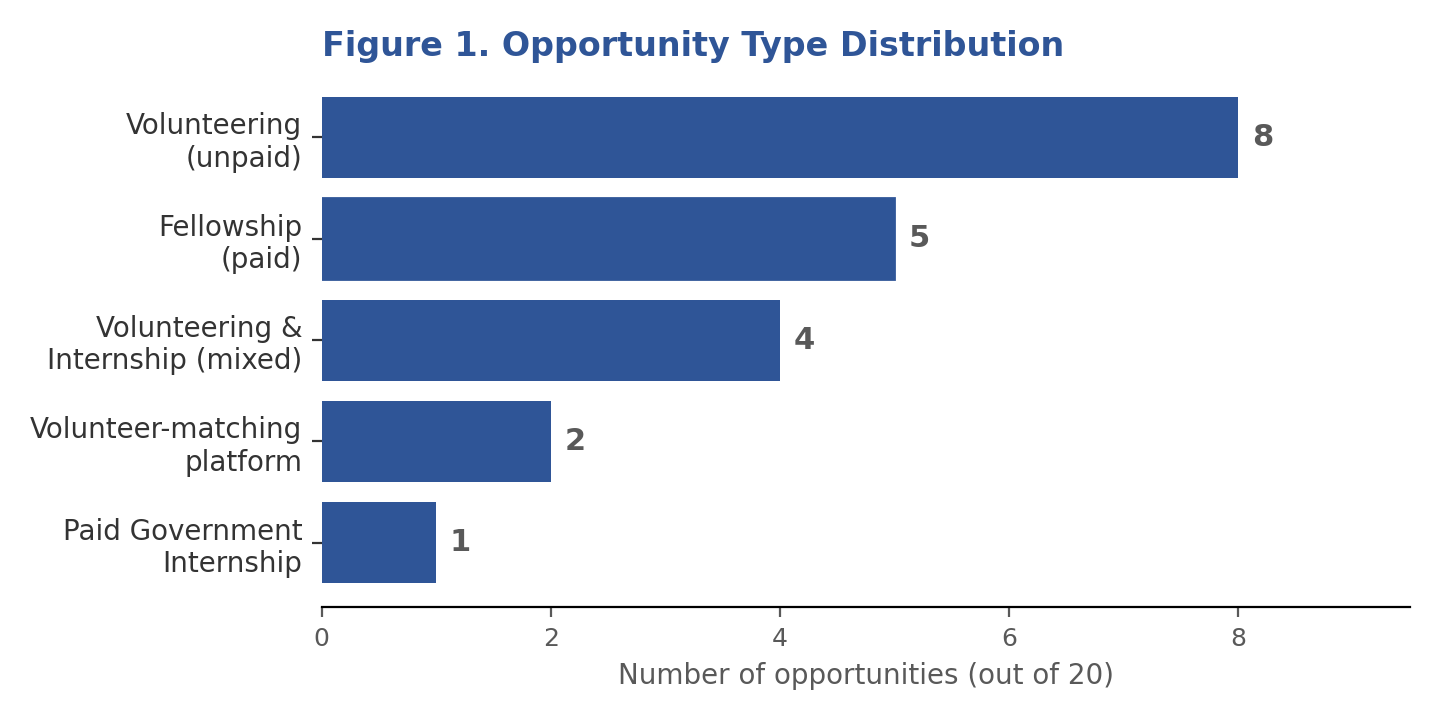 Figure 1. Opportunity Type Distribution
Volunteering
(unpaid)
8
Fellowship
(paid)
5
Volunteering &
Internship (mixed)
4
Volunteer-matching
platform
2
Paid Government
Internship
1
0 2 4 6 8
Number of opportunities (out of 20)